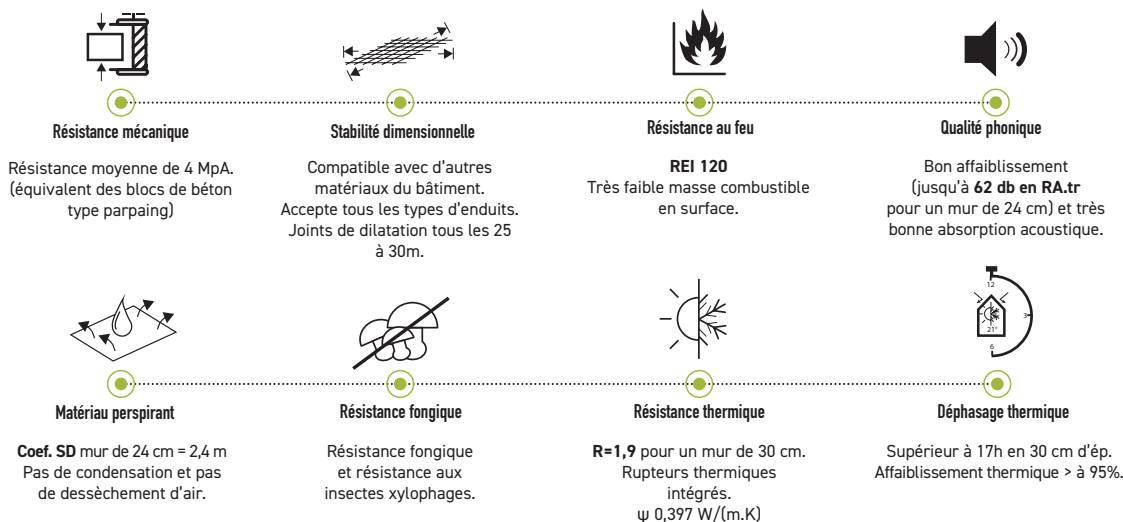 Résistance mécanique
Résistance moyenne de 4 MpA.
(équivalent des blocs de béton
type parpaing)
Stabilité dimensionnelle
Compatible avec d'autres
matériaux du bâtiment.
Accepte tous les types d'enduits.
Joints de dilatation tous les 25
à 30m.
Résistance au feu
REI 120
Très faible masse combustible
en surface.
Qualité phonique
Bon affaiblissement
(jusqu'à 62 db en RA.tr
pour un mur de 24 cm) et très
bonne absorption acoustique.
12
3
21°
6
Matériau perspirant
Coef. SD mur de 24 cm = 2,4 m
Pas de condensation et pas
de dessèchement d'air.
Résistance fongique
Résistance fongique
et résistance aux
insectes xylophages.
Résistance thermique
R=1,9 pour un mur de 30 cm.
Rupteurs thermiques
intégrés.
ψ 0,397 W/(m.K)
Déphasage thermique
Supérieur à 17h en 30 cm d'ép.
Affaiblissement thermique > à 95%.